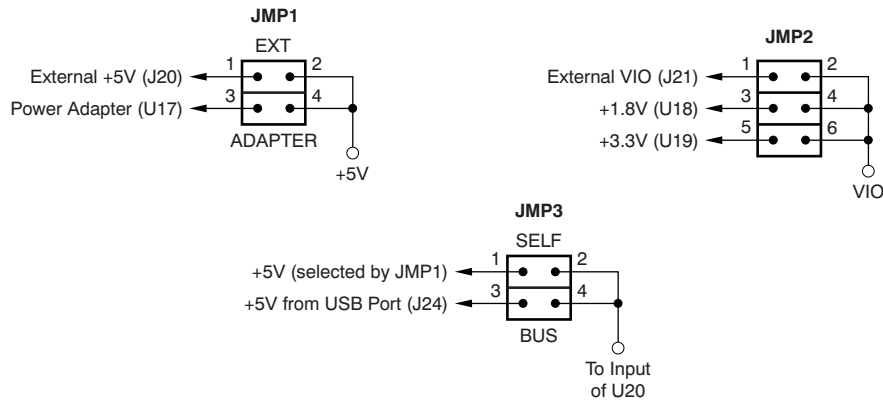 JMP1
EXT
1 2
External +5V (J20)
3 4
Power Adapter (U17)
ADAPTER
+5V
JMP2
1 2
External VIO (J21)
3 4
+1.8V (U18)
5 6
+3.3V (U19)
VIO
JMP3
SELF
1 2
+5V (selected by JMP1)
3 4
+5V from USB Port (J24)
BUS
To Input
of U20